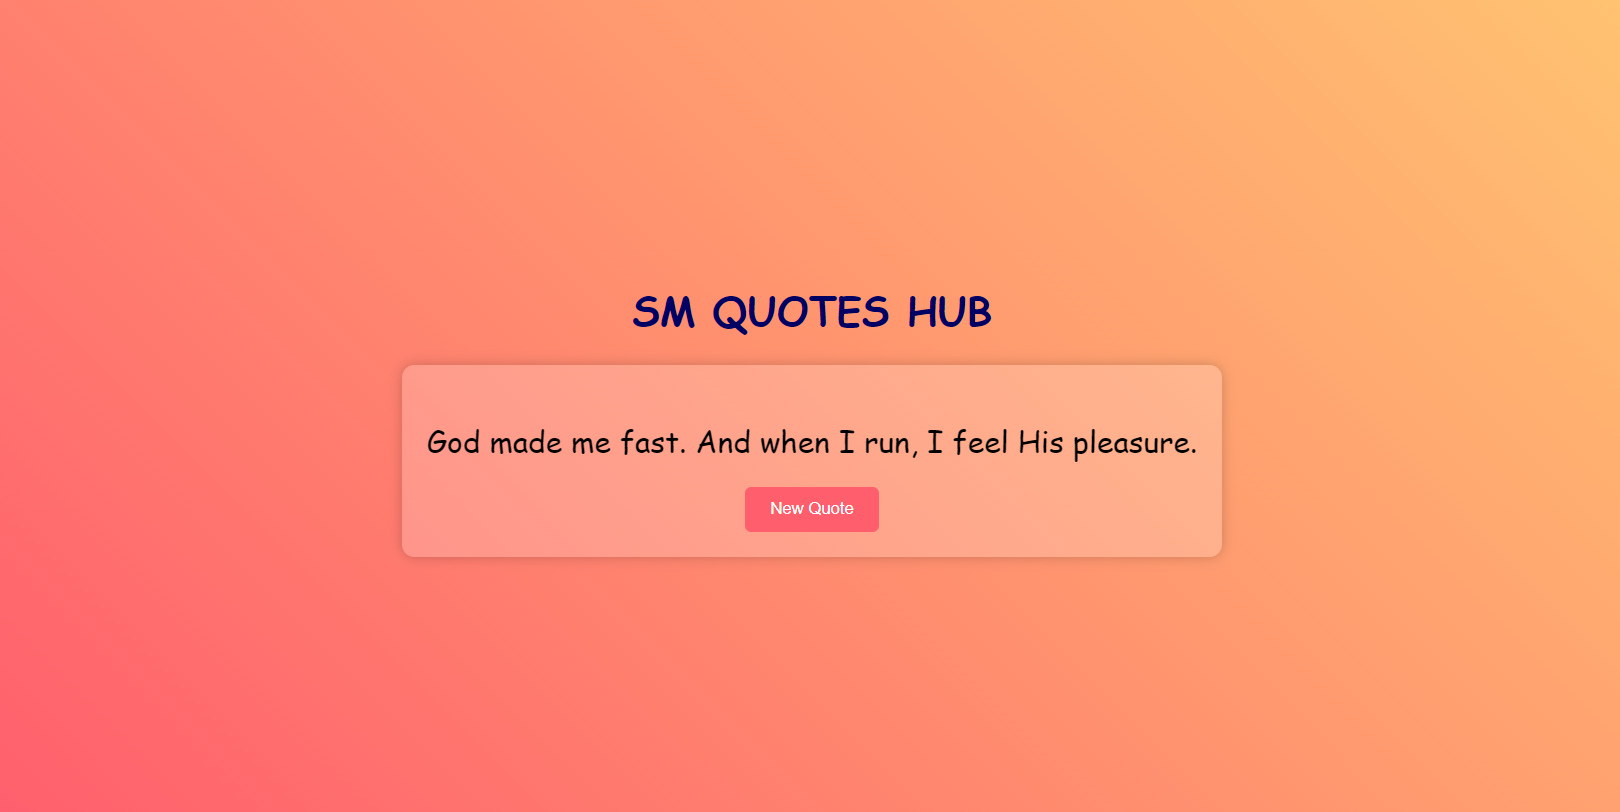 SM QUOTES HUB
God made me fast. And when I run, I feel His pleasure.
New Quote